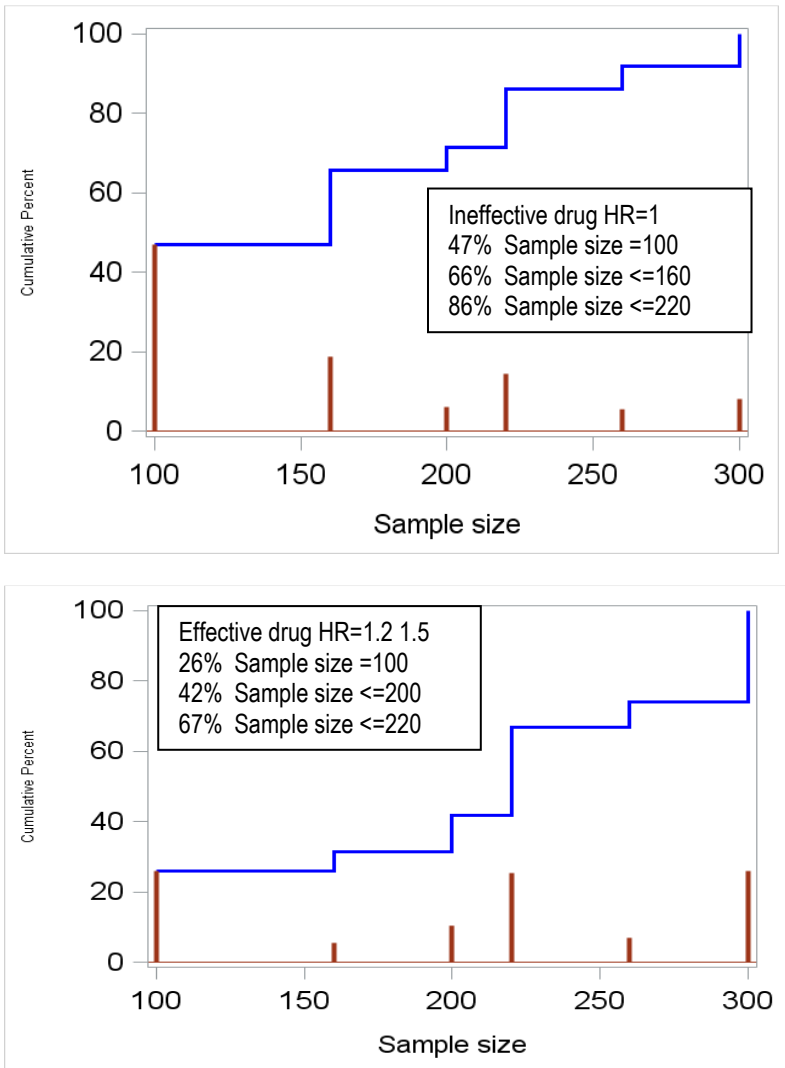 100
80
60
40
20
0
Cumulative Percent
Ineffective drug HR=1
47% Sample size =100
66% Sample size <=160
86% Sample size <=220
100 150 200 250 300
Sample size
100
80
60
40
20
0
Cumulative Percent
Effective drug HR=1.2 1.5
26% Sample size =100
42% Sample size <=200
67% Sample size <=220
100 150 200 250 300
Sample size